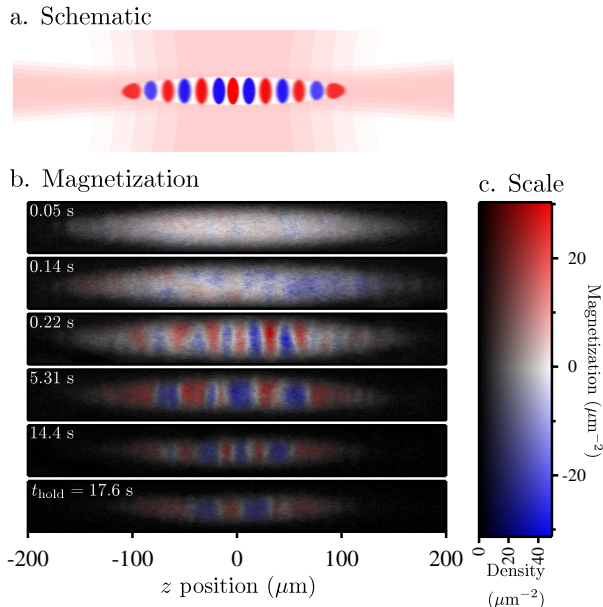 a. Schematic
b. Magnetization
0.05 s
0.14 s
0.22 s
5.31 s
14.4 s
t_hold = 17.6 s
-200 -100 0 100 200
z position (μm)
c. Scale
20
0
-20
Magnetization (μm⁻²)
0 20 40
Density
(μm⁻²)